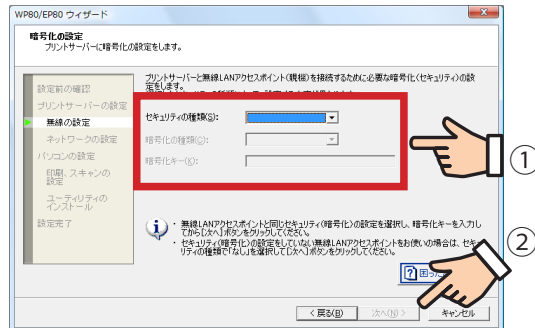 WP80/EP80 ウィザード
暗号化の設定
プリントサーバーに暗号化の設定をします。
設定前の確認
プリントサーバーの設定
無線の設定
ネットワークの設定
パソコンの設定
印刷、スキャンの
設定
ユーティリティの
インストール
設定完了
プリントサーバーと無線LANアクセスポイント(親機)を接続するために必要な暗号化(セキュリティ)の設
定をします。
セキュリティの種類(S):
暗号化の種類(C):
暗号化キー(K):
①
・ 無線LANアクセスポイントと同じセキュリティ(暗号化)の設定を選択し、暗号化キーを入力し
てから[次へ]ボタンをクリックしてください。
・ セキュリティ(暗号化)の設定をしていない無線LANアクセスポイントをお使いの場合は、セキュ
リティの種類で「なし」を選択して[次へ]ボタンをクリックしてください。
②
困った
< 戻る(B)
次へ(N) >
キャンセル